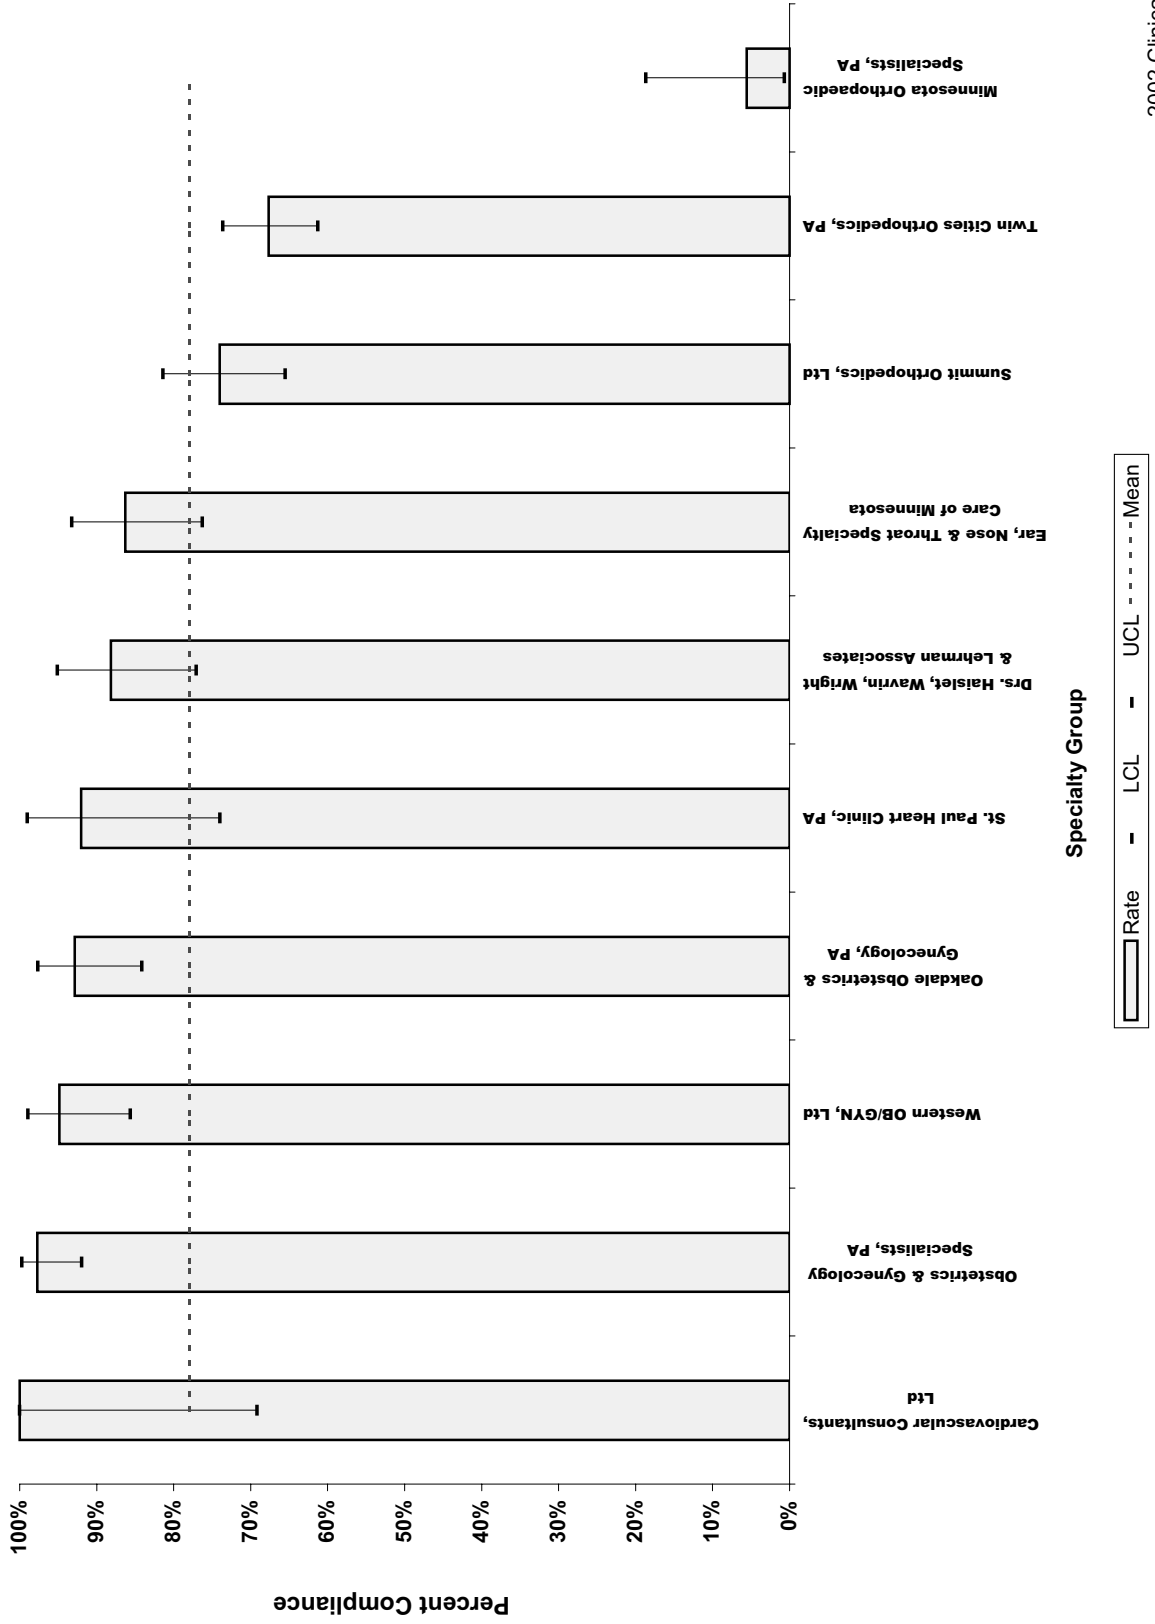 Percent Compliance
100%
90%
80%
70%
60%
50%
40%
30%
20%
10%
0%
Cardiovascular Consultants,
Ltd
Obstetrics & Gynecology
Specialists, PA
Western OB/GYN, Ltd
Oakdale Obstetrics &
Gynecology, PA
St. Paul Heart Clinic, PA
Drs. Haislet, Wavrin, Wright
& Lehrman Associates
Ear, Nose & Throat Specialty
Care of Minnesota
Summit Orthopedics, Ltd
Twin Cities Orthopedics, PA
Minnesota Orthopaedic
Specialists, PA
Specialty Group
Rate LCL UCL Mean
2002 Clinics